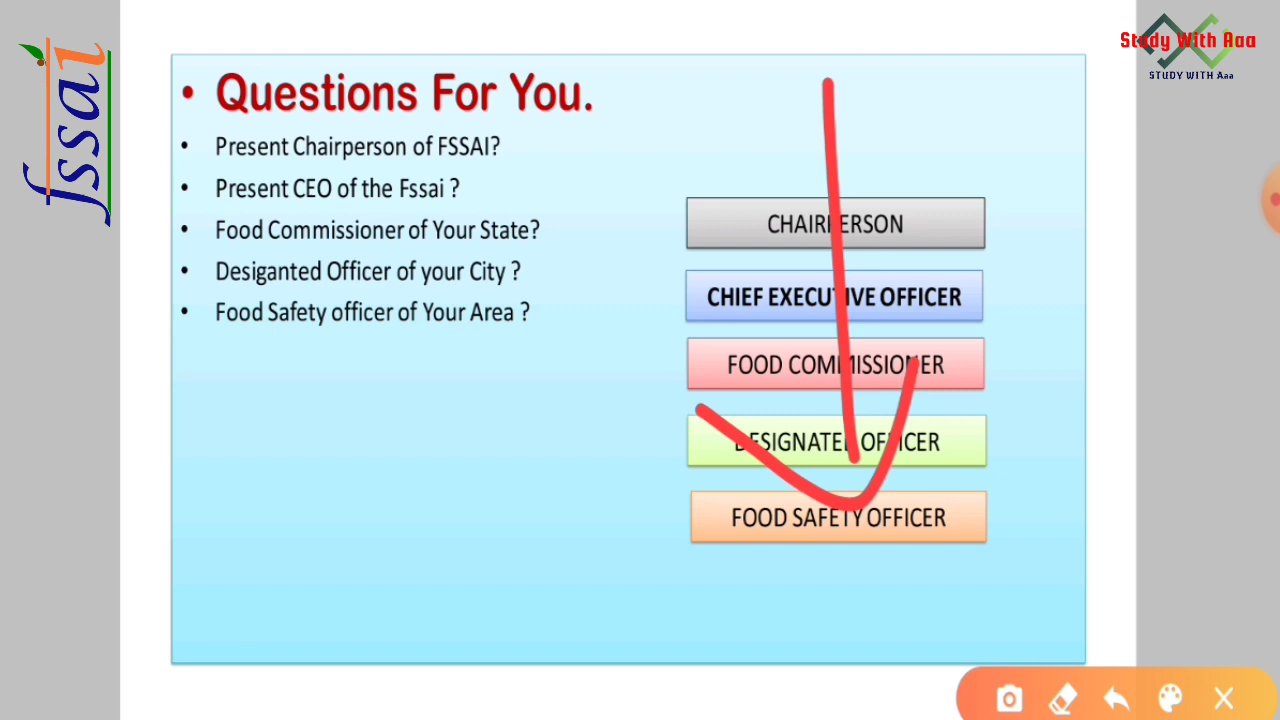 fssai
Study With Aaa
STUDY WITH Aaa
• Questions For You.
• Present Chairperson of FSSAI?
• Present CEO of the Fssai ?
• Food Commissioner of Your State?
• Desiganted Officer of your City ?
• Food Safety officer of Your Area ?
CHAIRPERSON
CHIEF EXECUTIVE OFFICER
FOOD COMMISSIONER
DESIGNATED OFFICER
FOOD SAFETY OFFICER